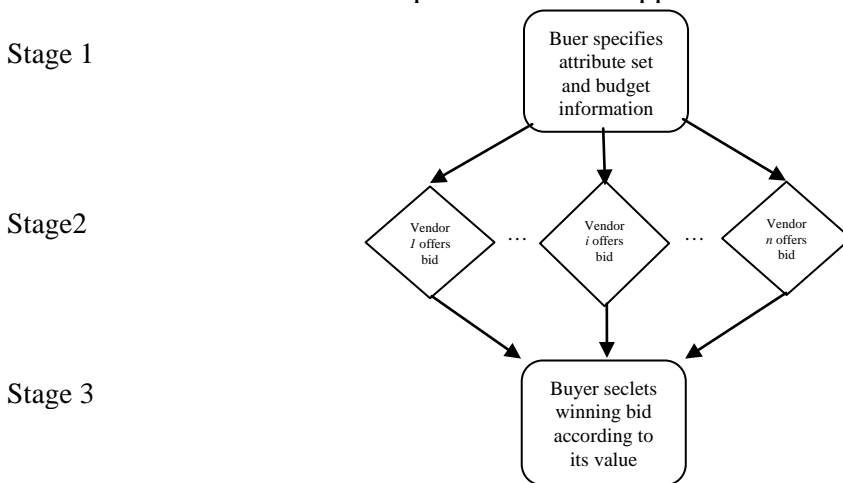 Stage 1
Buer specifies
attribute set
and budget
information
Stage2
Vendor
1 offers
bid
...
Vendor
i offers
bid
...
Vendor
n offers
bid
Stage 3
Buyer seclets
winning bid
according to
its value